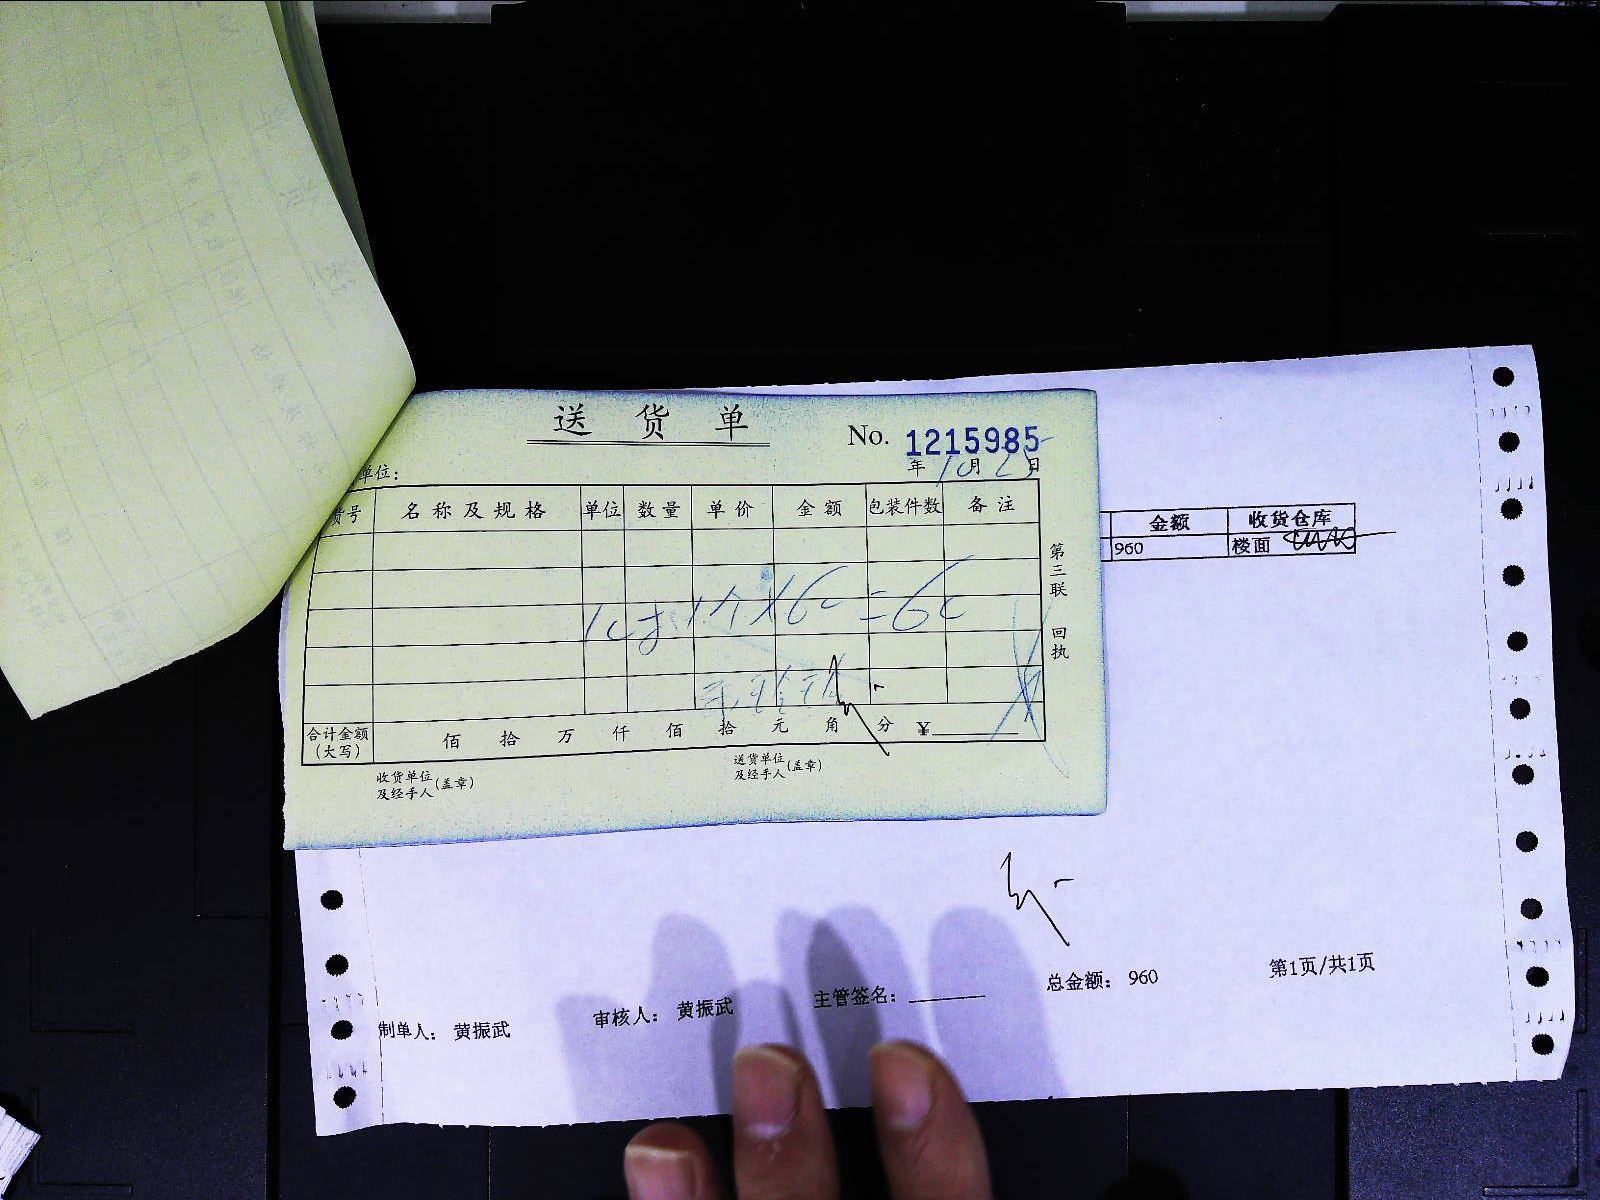 送 货 单
No. 1215985
单位：
年 10 月 25 日
货号 名 称 及 规 格 单位 数 量 单 价 金 额 包装件数 备 注
第三联 回执
合计金额(大写) 佰 拾 万 仟 佰 拾 元 角 分 ¥
收货单位及经手人(盖章)
送货单位及经手人(盖章)
金额 收货仓库
960 楼面
总金额： 960
第1页/共1页
制单人： 黄振武
审核人： 黄振武
主管签名：